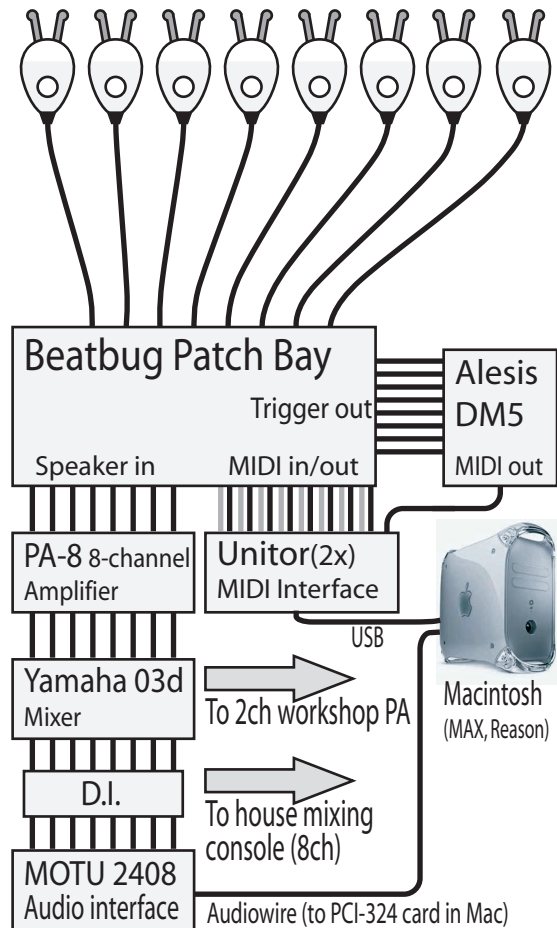 Beatbug Patch Bay
Trigger out
Speaker in
MIDI in/out
Alesis
DM5
MIDI out
PA-8 8-channel
Amplifier
Unitor(2x)
MIDI Interface
USB
Yamaha 03d
Mixer
To 2ch workshop PA
Macintosh
(MAX, Reason)
D.I.
To house mixing
console (8ch)
MOTU 2408
Audio interface
Audiowire (to PCI-324 card in Mac)